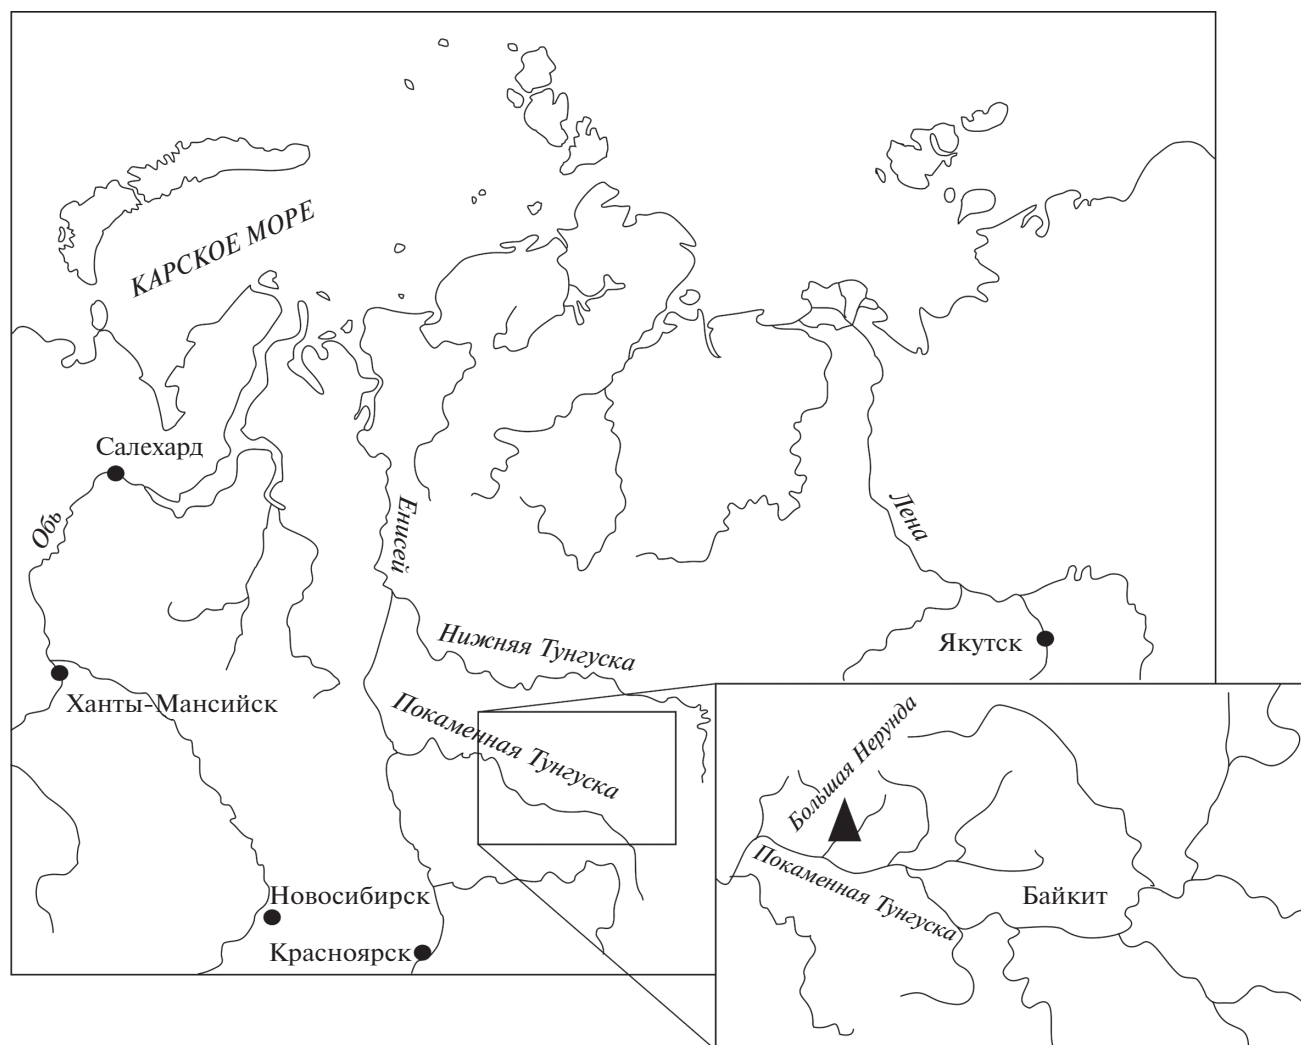 КАРСКОЕ МОРЕ
Салехард
Обь
Енисей
Лена
Нижняя Тунгуска
Якутск
Ханты-Мансийск
Покаменная Тунгуска
Большая Нерунда
Покаменная Тунгуска
Байкит
Новосибирск
Красноярск